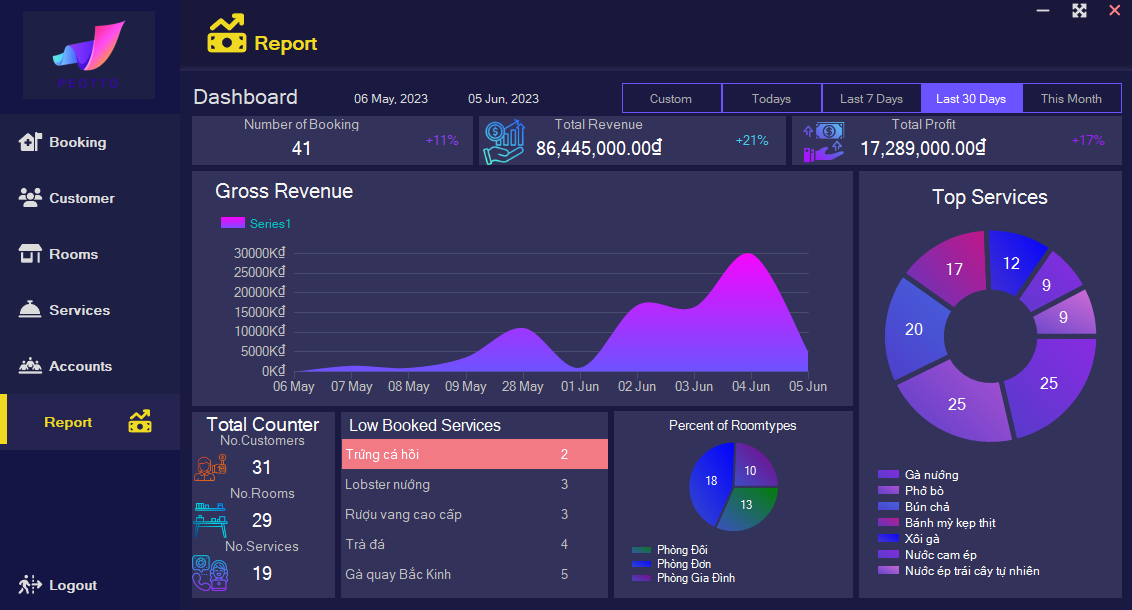 PROFTO
Report
Booking
Customer
Rooms
Services
Accounts
Report
Logout
Dashboard
06 May, 2023
05 Jun, 2023
Custom
Todays
Last 7 Days
Last 30 Days
This Month
Number of Booking
41
+11%
Total Revenue
86,445,000.00₫
+21%
Total Profit
17,289,000.00₫
+17%
Gross Revenue
Series1
30000K₫
25000K₫
20000K₫
15000K₫
10000K₫
5000K₫
0K₫
06 May 07 May 08 May 09 May 28 May 01 Jun 02 Jun 03 Jun 04 Jun 05 Jun
Top Services
12
9
9
25
25
20
17
Gà nướng
Phở bò
Bún chả
Bánh mỳ kẹp thịt
Xôi gà
Nước cam ép
Nước ép trái cây tự nhiên
Total Counter
No.Customers
31
No.Rooms
29
No.Services
19
Low Booked Services
Trứng cá hồi 2
Lobster nướng 3
Rượu vang cao cấp 3
Trà đá 4
Gà quay Bắc Kinh 5
Percent of Roomtypes
18
10
13
Phòng Đôi
Phòng Đơn
Phòng Gia Đình